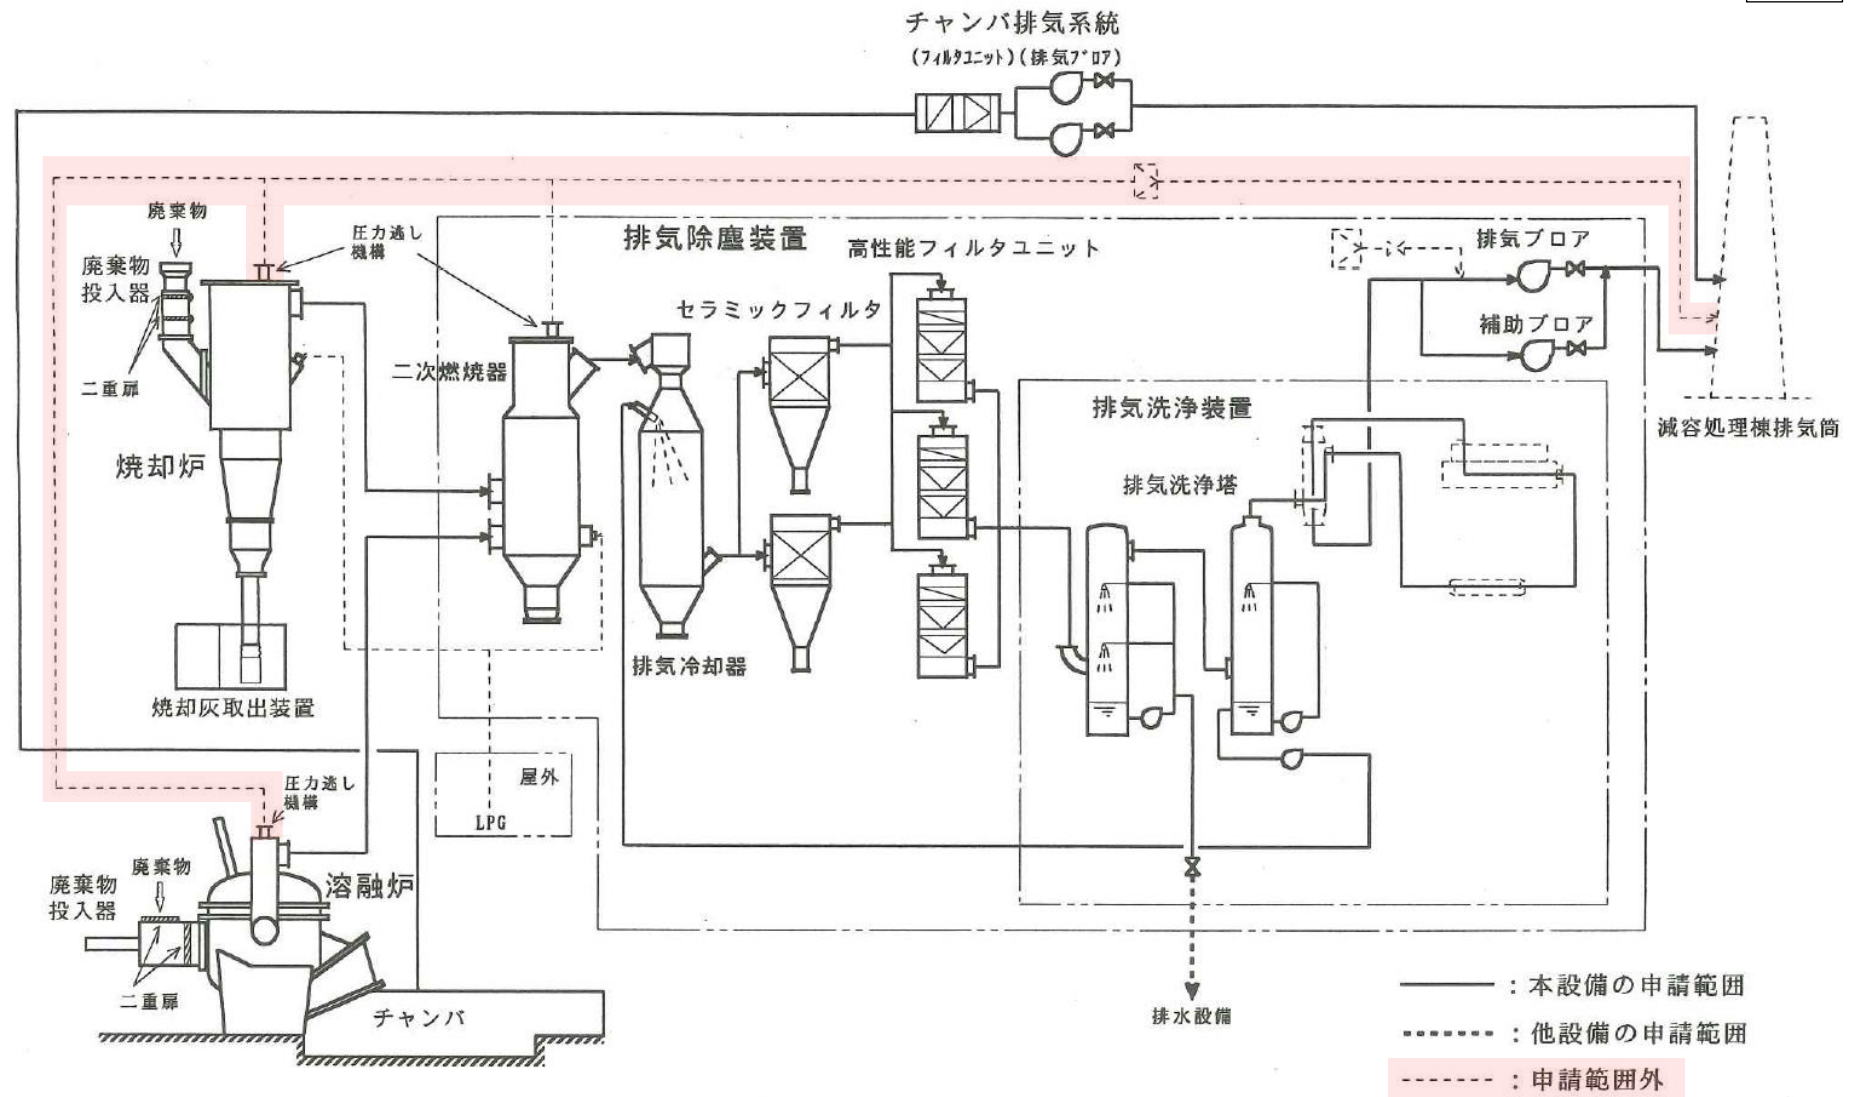 チャンバ排気系統
(フィルタユニット)(排気ブロア)
廃棄物
廃棄物
投入器
二重扉
圧力逃し
機構
排気除塵装置
高性能フィルタユニット
セラミックフィルタ
二次燃焼器
焼却炉
焼却灰取出装置
排気冷却器
排気ブロア
補助ブロア
排気洗浄装置
排気洗浄塔
減容処理棟排気筒
屋外
LPG
圧力逃し
機構
廃棄物
廃棄物
投入器
二重扉
溶融炉
チャンバ
排水設備
：本設備の申請範囲
：他設備の申請範囲
：申請範囲外